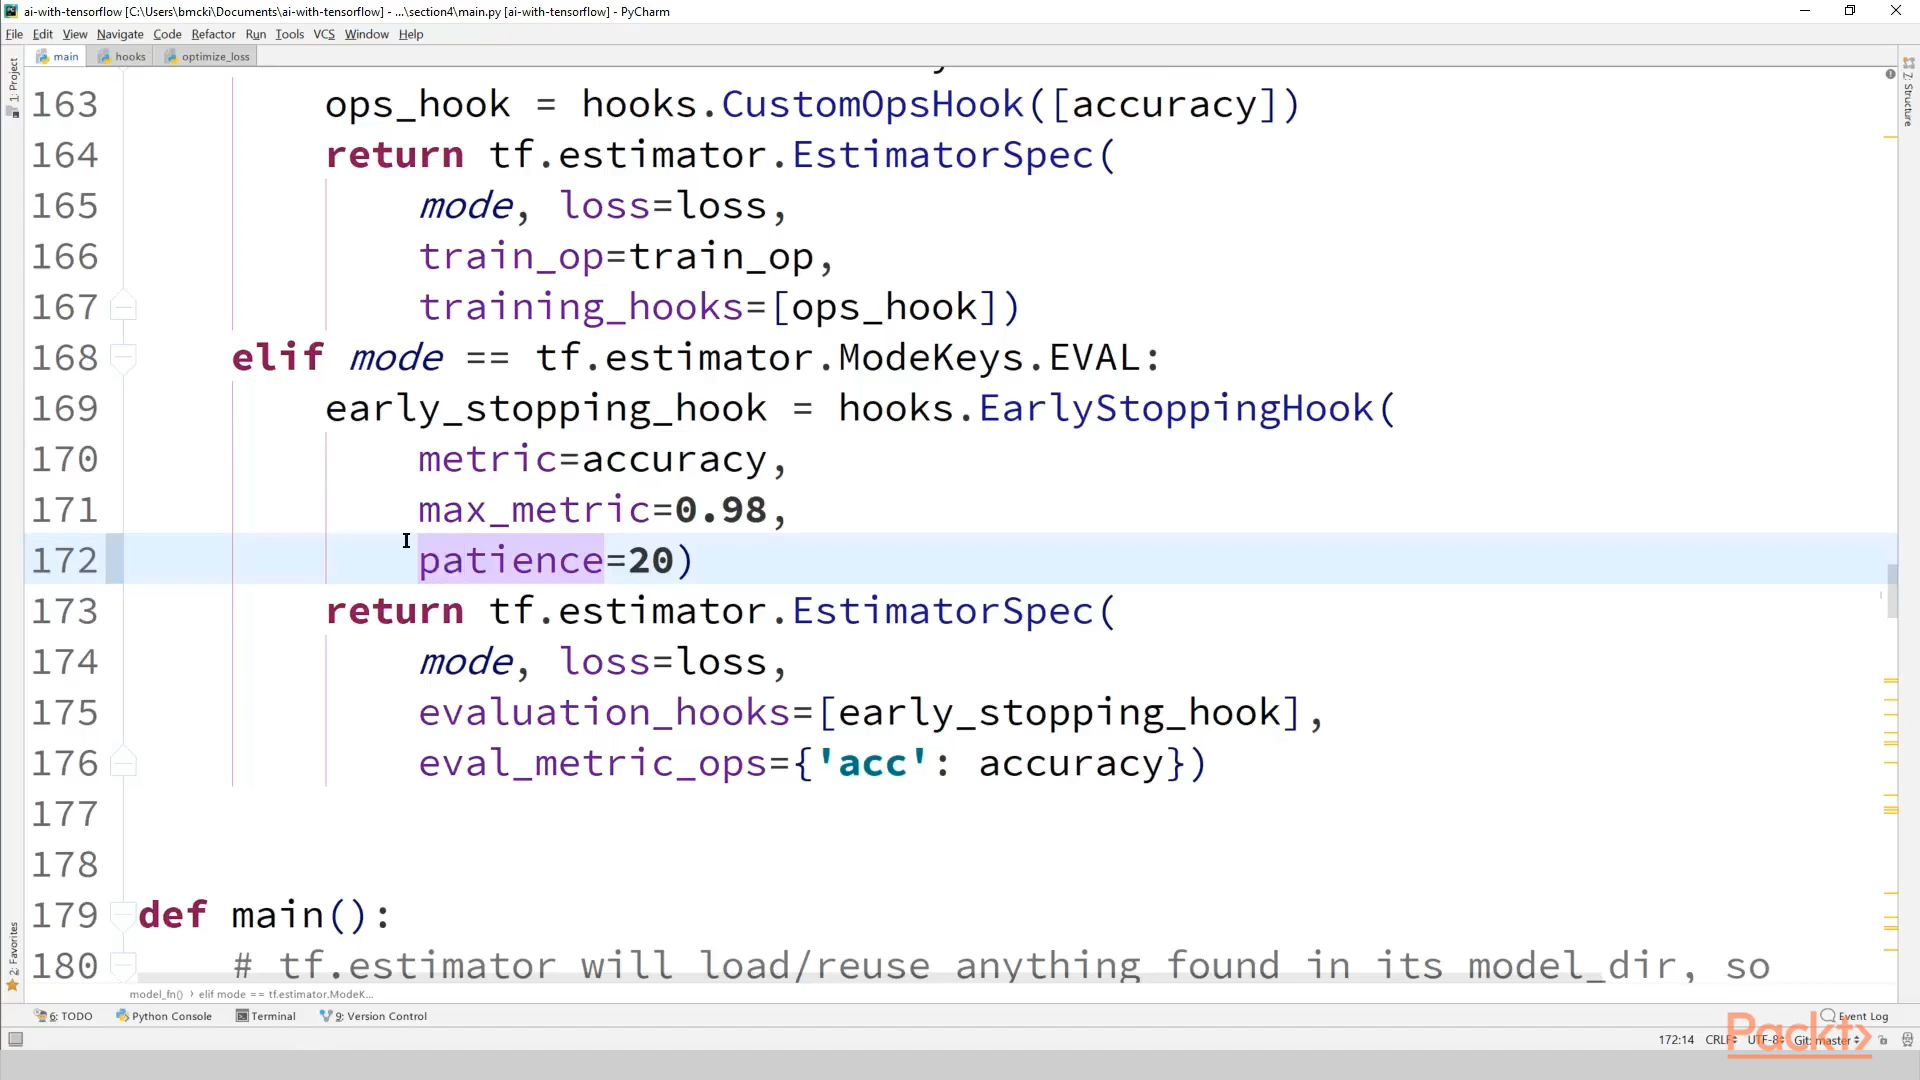 ai-with-tensorflow [C:\Users\bmcki\Documents\ai-with-tensorflow] - ...\section4\main.py [ai-with-tensorflow] - PyCharm
File Edit View Navigate Code Refactor Run Tools VCS Window Help
main hooks optimize_loss
1: Project
Z: Structure
163 ops_hook = hooks.CustomOpsHook([accuracy])
164 return tf.estimator.EstimatorSpec(
165 mode, loss=loss,
166 train_op=train_op,
167 training_hooks=[ops_hook])
168 elif mode == tf.estimator.ModeKeys.EVAL:
169 early_stopping_hook = hooks.EarlyStoppingHook(
170 metric=accuracy,
171 max_metric=0.98,
172 patience=20)
173 return tf.estimator.EstimatorSpec(
174 mode, loss=loss,
175 evaluation_hooks=[early_stopping_hook],
176 eval_metric_ops={'acc': accuracy})
177
178
179 def main():
180 # tf.estimator will load/reuse anything found in its model_dir, so
2: Favorites
model_fn() › elif mode == tf.estimator.ModeK...
6: TODO Python Console Terminal 9: Version Control Event Log
172:14 CRLF UTF-8 Git: master
Packt>